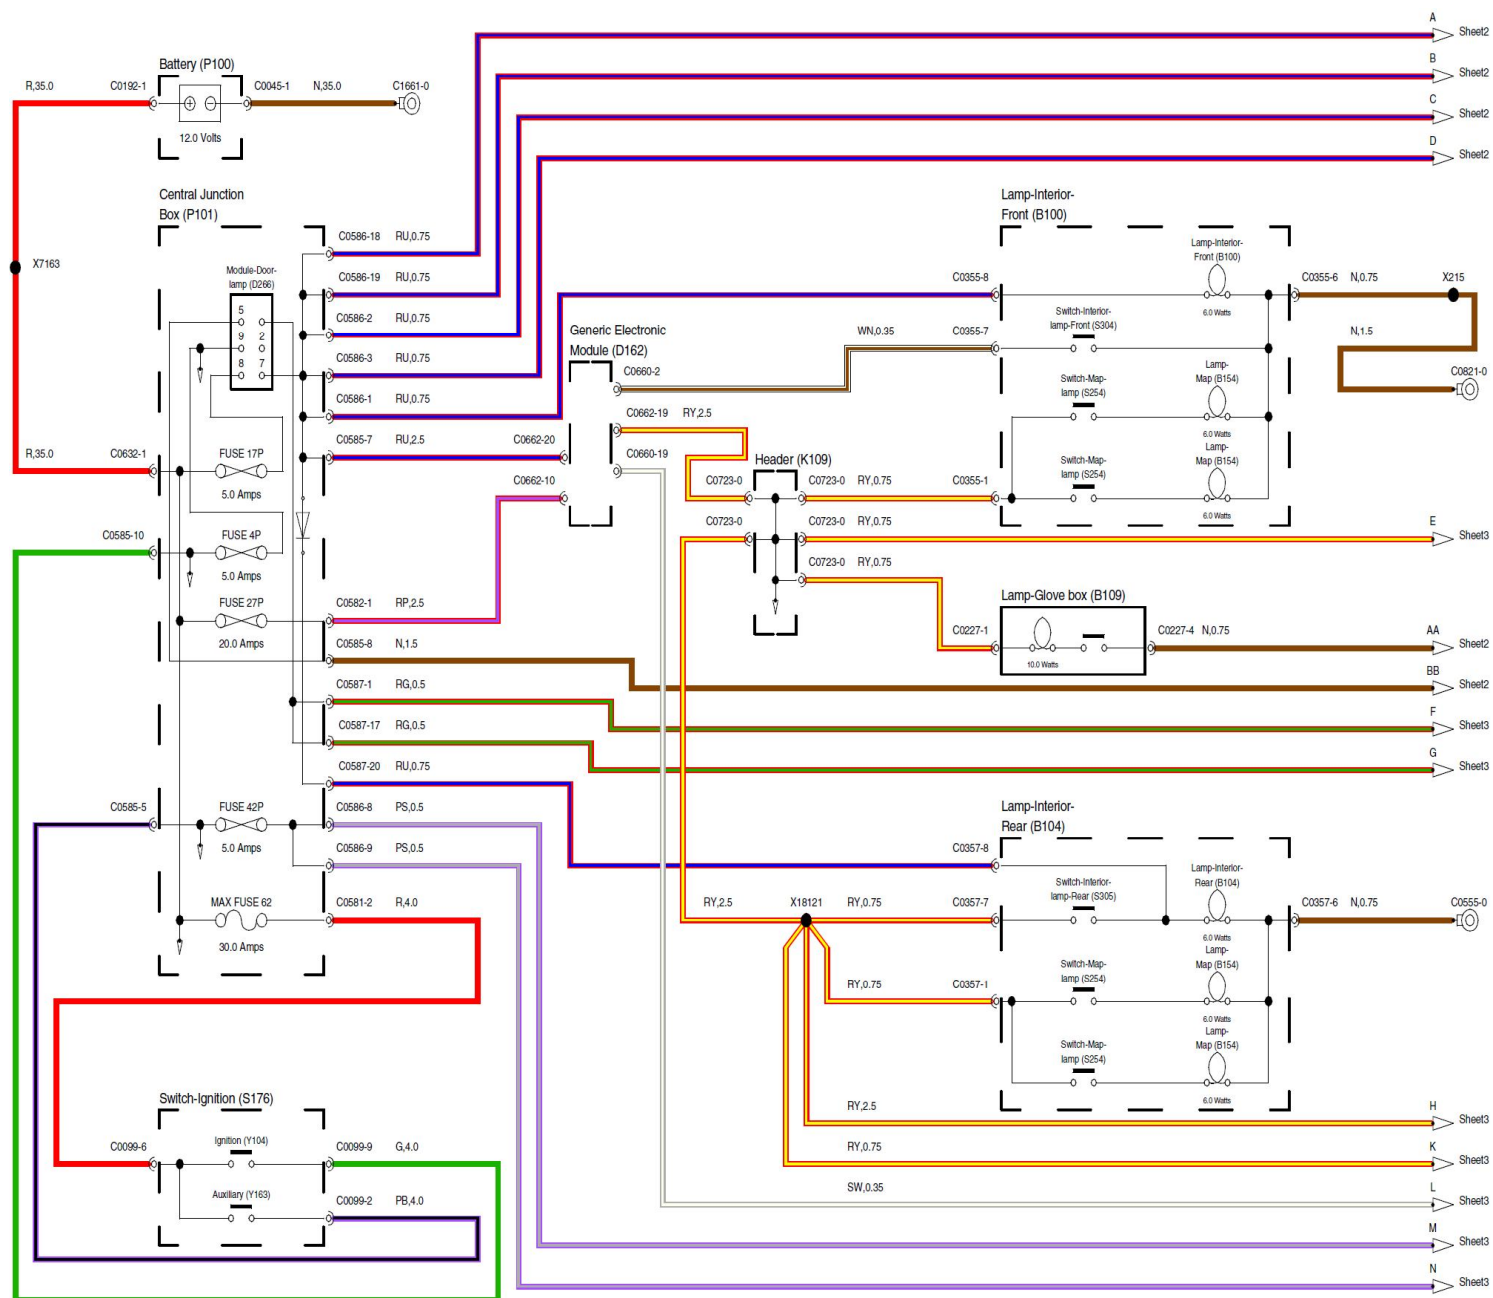 A
Sheet2
Battery (P100)
B
R,35.0 C0192-1 C0045-1 N,35.0 C1661-0
Sheet2
C
12.0 Volts
Sheet2
D
Sheet2
Central Junction
Box (P101)
Lamp-Interior-
Front (B100)
C0586-18 RU,0.75
Lamp-Interior-
Front (B100)
X7163
Module-Door-
lamp (D266)
C0586-19 RU,0.75
C0355-8
C0355-6 N,0.75 X215
5
9 2
8 7
C0586-2 RU,0.75
6.0 Watts
Switch-Interior-
lamp-Front (S304)
Generic Electronic
Module (D162)
WN,0.35 C0355-7
N,1.5
C0586-3 RU,0.75
C0660-2
Lamp-
Map (B154)
C0821-0
Switch-Map-
lamp (S254)
C0586-1 RU,0.75
C0662-19 RY,2.5
6.0 Watts
C0585-7 RU,2.5
C0662-20
R,35.0 C0632-1
FUSE 17P
5.0 Amps
C0660-19
Header (K109)
Lamp-
Map (B154)
Switch-Map-
lamp (S254)
C0662-10
C0723-0 C0723-0 RY,0.75 C0355-1
6.0 Watts
C0585-10
FUSE 4P
5.0 Amps
C0723-0 C0723-0 RY,0.75
E
Sheet3
C0723-0 RY,0.75
FUSE 27P
20.0 Amps
C0582-1 RP,2.5
Lamp-Glove box (B109)
C0227-1 C0227-4 N,0.75
10.0 Watts
AA
Sheet2
C0585-8 N,1.5
BB
Sheet2
C0587-1 RG,0.5
F
Sheet3
C0587-17 RG,0.5
G
Sheet3
C0587-20 RU,0.75
C0585-5
FUSE 42P
5.0 Amps
C0586-8 PS,0.5
Lamp-Interior-
Rear (B104)
C0586-9 PS,0.5
C0357-8
Lamp-Interior-
Rear (B104)
Switch-Interior-
lamp-Rear (S305)
MAX FUSE 62
30.0 Amps
C0581-2 R,4.0
RY,2.5 X18121 RY,0.75 C0357-7
C0357-6 N,0.75 C0555-0
6.0 Watts
Lamp-
Map (B154)
Switch-Map-
lamp (S254)
RY,0.75 C0357-1
6.0 Watts
Lamp-
Map (B154)
Switch-Map-
lamp (S254)
6.0 Watts
Switch-Ignition (S176)
RY,2.5
H
Sheet3
C0099-6
Ignition (Y104)
C0099-9 G,4.0
RY,0.75
K
Sheet3
Auxiliary (Y163)
C0099-2 PB,4.0
SW,0.35
L
Sheet3
M
Sheet3
N
Sheet3